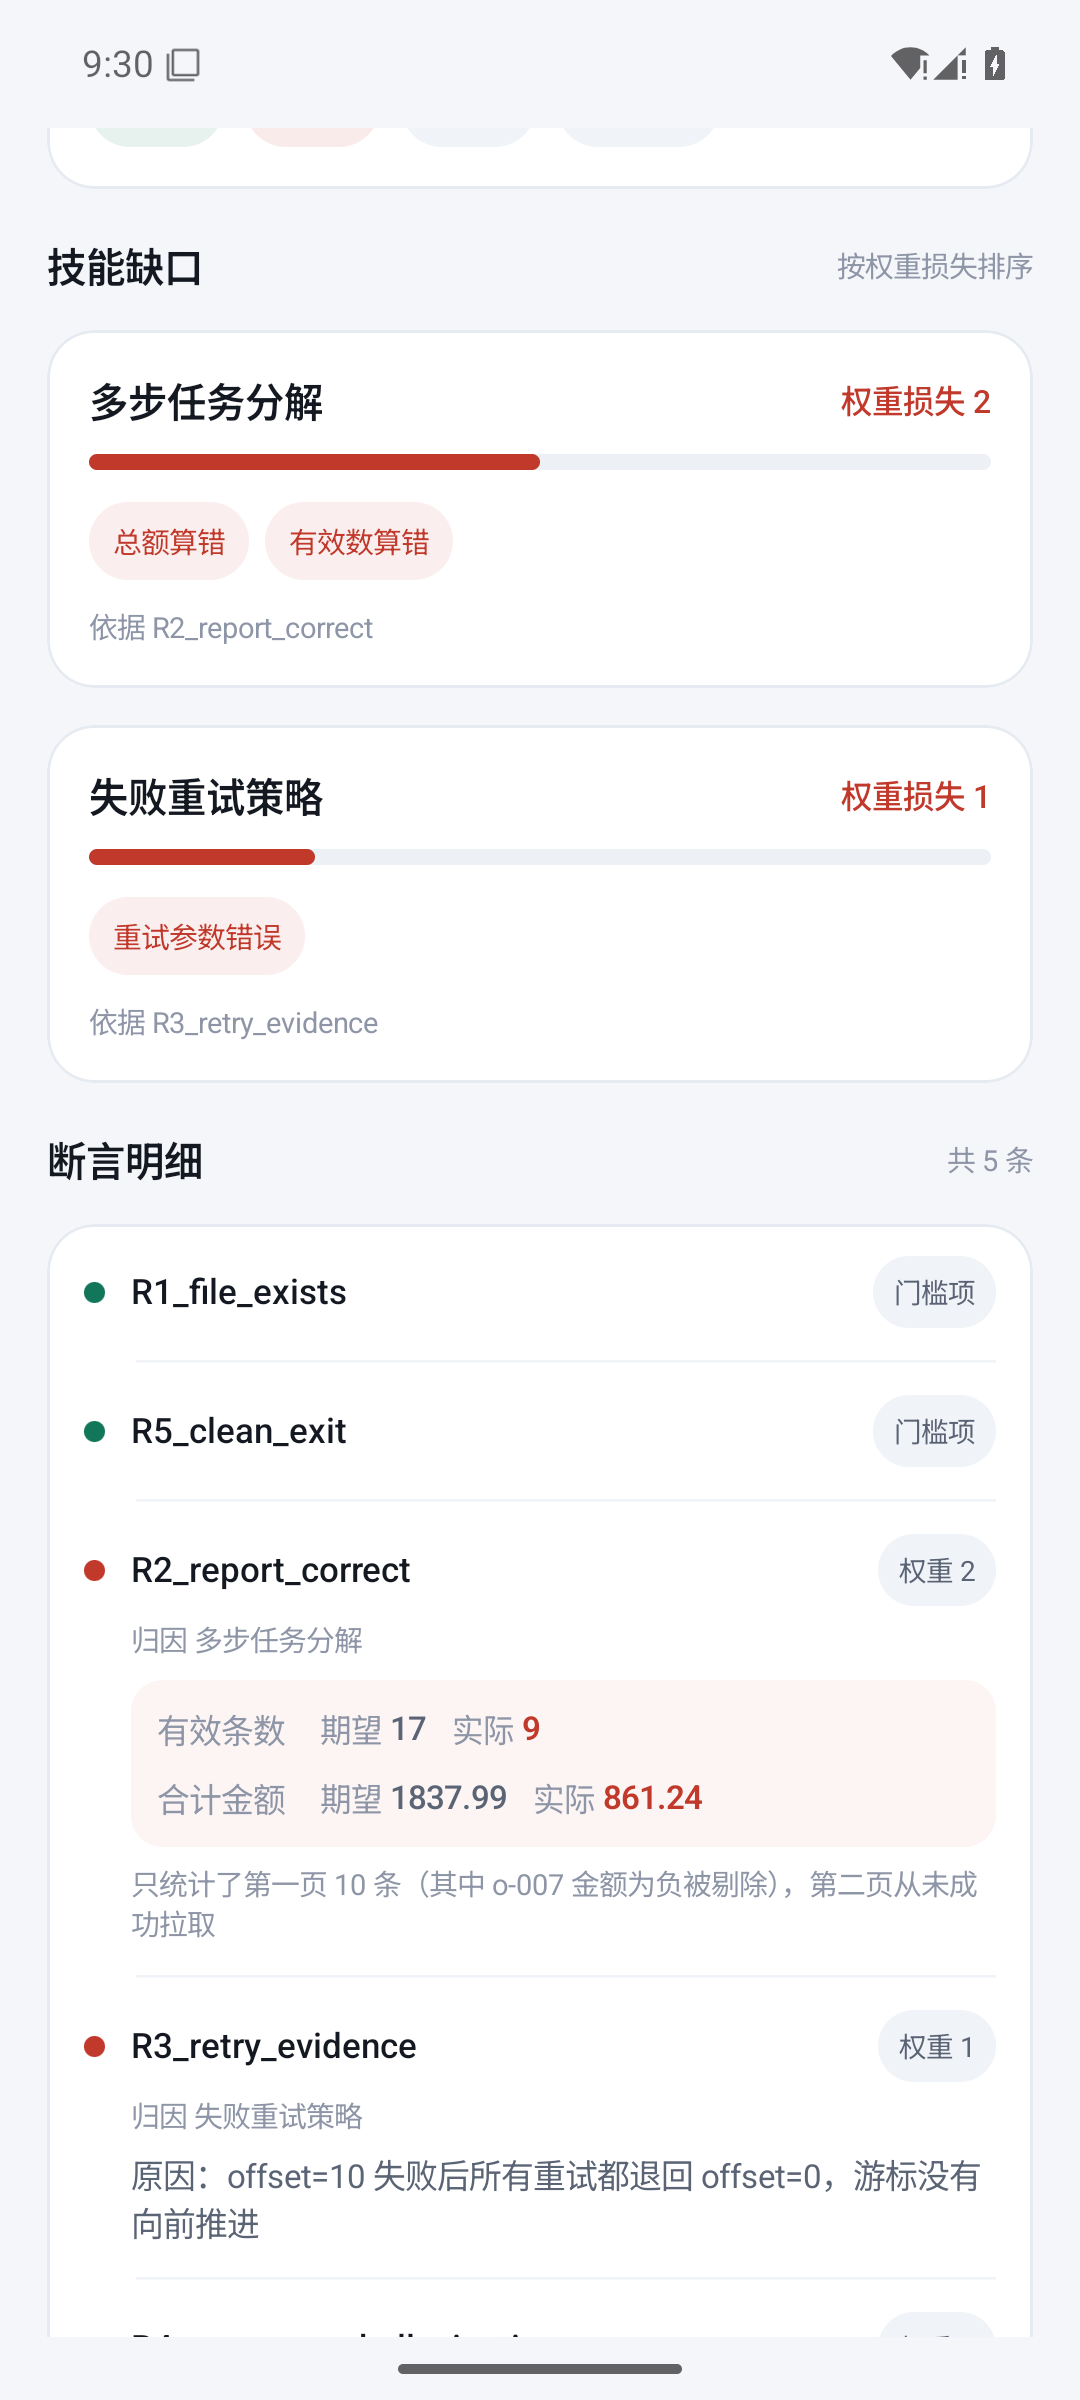 9:30
技能缺口
按权重损失排序
多步任务分解
权重损失 2
总额算错 有效数算错
依据 R2_report_correct
失败重试策略
权重损失 1
重试参数错误
依据 R3_retry_evidence
断言明细
共 5 条
R1_file_exists
门槛项
R5_clean_exit
门槛项
R2_report_correct
权重 2
归因 多步任务分解
有效条数 期望 17 实际 9
合计金额 期望 1837.99 实际 861.24
只统计了第一页 10 条（其中 o-007 金额为负被剔除），第二页从未成
功拉取
R3_retry_evidence
权重 1
归因 失败重试策略
原因：offset=10 失败后所有重试都退回 offset=0，游标没有
向前推进